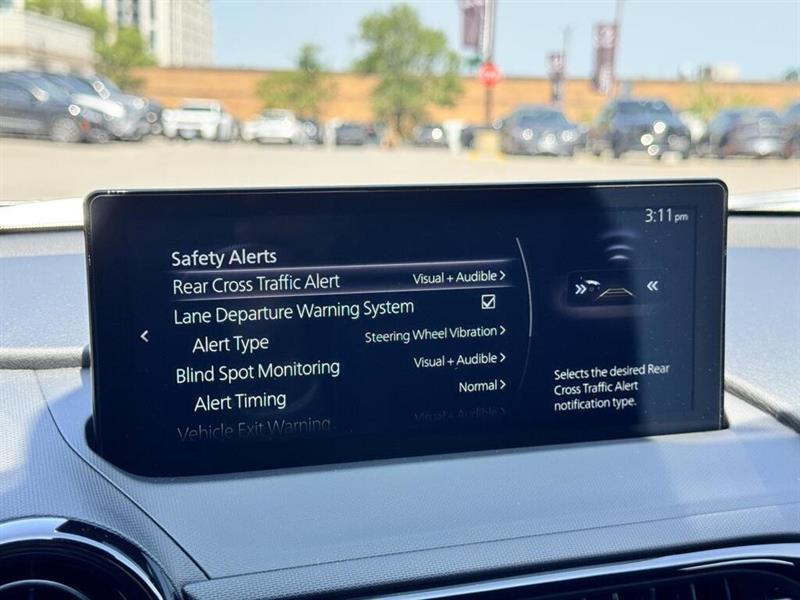 3:11 pm
Safety Alerts
Rear Cross Traffic Alert Visual + Audible
Lane Departure Warning System
Alert Type Steering Wheel Vibration
Blind Spot Monitoring Visual + Audible
Alert Timing Normal
Vehicle Exit Warning Visual + Audible
Selects the desired Rear
Cross Traffic Alert
notification type.